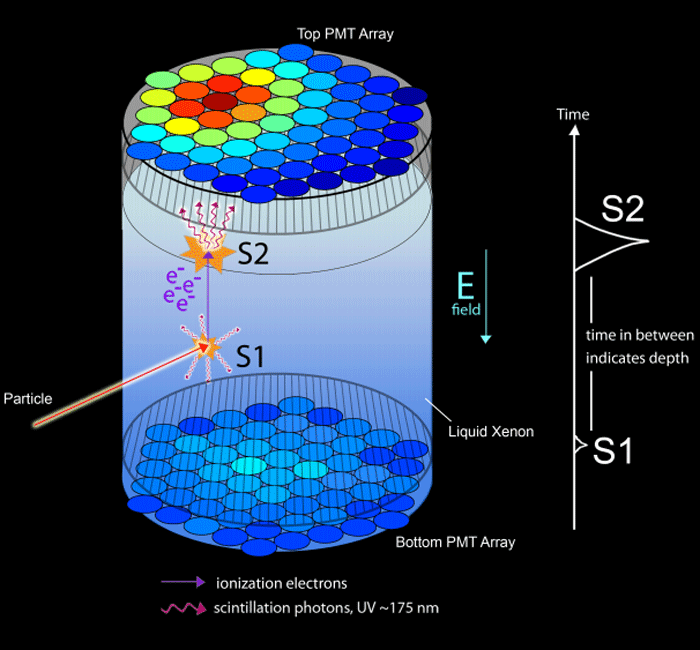 Top PMT Array
Time
S2
S2
e-
e-
e-
e-
E
field
time in between
indicates depth
S1
Particle
Liquid Xenon
S1
Bottom PMT Array
ionization electrons
scintillation photons, UV ~175 nm